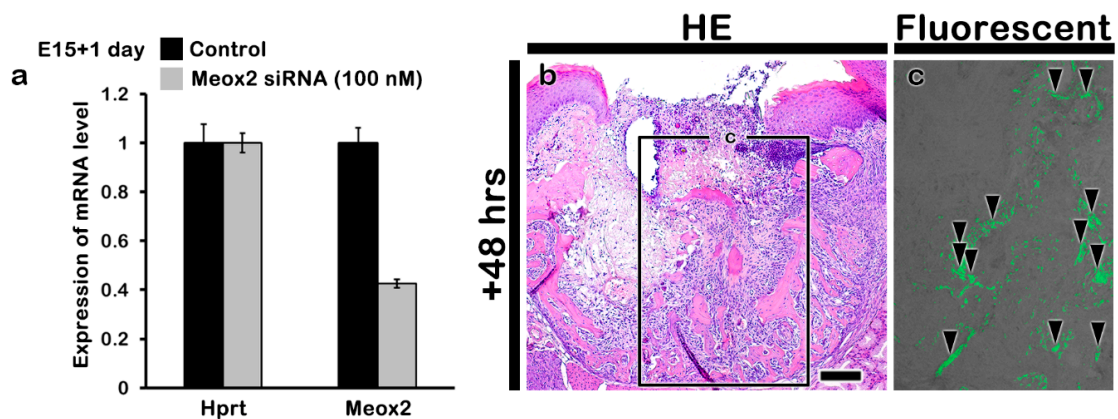 E15+1 day
Control
Meox2 siRNA (100 nM)
a
Expression of mRNA level
1.2
1
0.8
0.6
0.4
0.2
0
Hprt
Meox2
HE
Fluorescent
+48 hrs
b
c
c